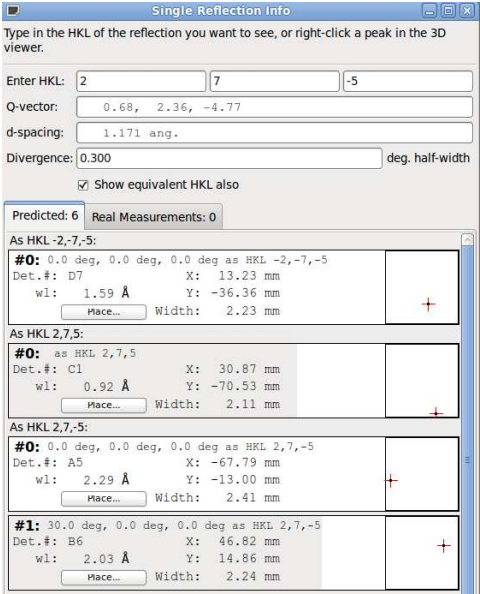 Single Reflection Info
Type in the HKL of the reflection you want to see, or right-click a peak in the 3D
viewer.
Enter HKL: 2 7 -5
Q-vector: 0.68, 2.36, -4.77
d-spacing: 1.171 ang.
Divergence: 0.300 deg. half-width
Show equivalent HKL also
Predicted: 6 Real Measurements: 0
As HKL -2,-7,-5:
#0: 0.0 deg, 0.0 deg, 0.0 deg as HKL -2,-7,-5
Det.#: D7 X: 13.23 mm
wl: 1.59 Å Y: -36.36 mm
Place... Width: 2.23 mm
As HKL 2,7,5:
#0: as HKL 2,7,5
Det.#: C1 X: 30.87 mm
wl: 0.92 Å Y: -70.53 mm
Place... Width: 2.11 mm
As HKL 2,7,-5:
#0: 0.0 deg, 0.0 deg, 0.0 deg as HKL 2,7,-5
Det.#: A5 X: -67.79 mm
wl: 2.29 Å Y: -13.00 mm
Place... Width: 2.41 mm
#1: 30.0 deg, 0.0 deg, 0.0 deg as HKL 2,7,-5
Det.#: B6 X: 46.82 mm
wl: 2.03 Å Y: 14.86 mm
Place... Width: 2.24 mm